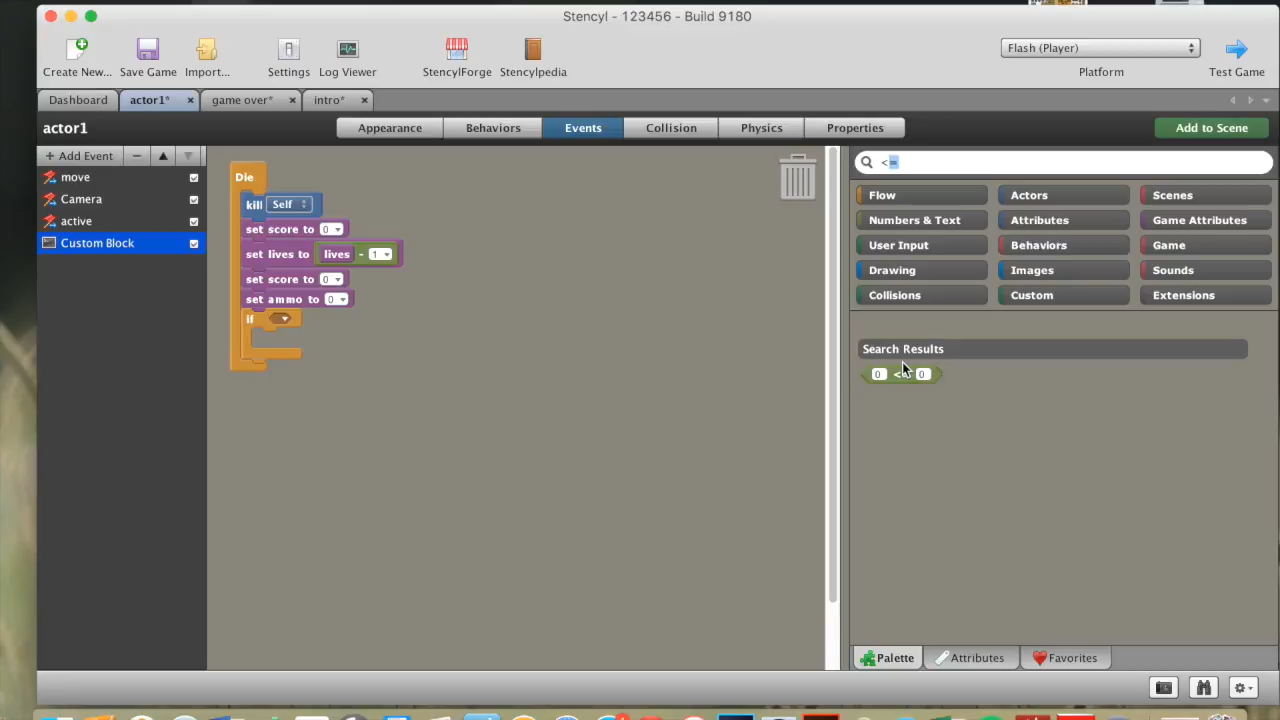 Stencyl - 123456 - Build 9180
Create New... Save Game Import... Settings Log Viewer StencylForge Stencylpedia Flash (Player) Platform Test Game
Dashboard actor1* × game over* × intro* ×
actor1 Appearance Behaviors Events Collision Physics Properties Add to Scene
+ Add Event −
move
Camera
active
Custom Block
Die
kill Self
set score to 0
set lives to lives - 1
set score to 0
set ammo to 0
if
<=
Flow Actors Scenes
Numbers & Text Attributes Game Attributes
User Input Behaviors Game
Drawing Images Sounds
Collisions Custom Extensions
Search Results
0 < 0
Palette Attributes Favorites